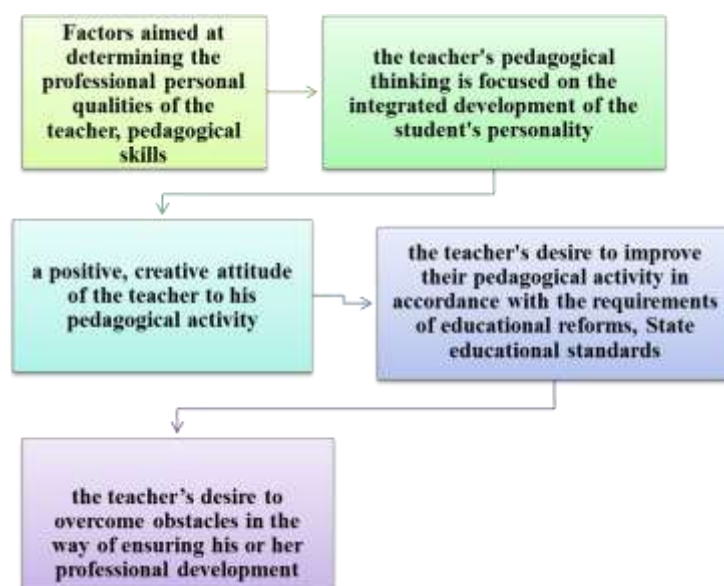 Factors aimed at
determining the
professional personal
qualities of the
teacher, pedagogical
skills
the teacher's pedagogical
thinking is focused on the
integrated development of the
student's personality
a positive, creative attitude
of the teacher to his
pedagogical activity
the teacher's desire to improve
their pedagogical activity in
accordance with the requirements
of educational reforms, State
educational standards
the teacher’s desire to
overcome obstacles in the
way of ensuring his or her
professional development